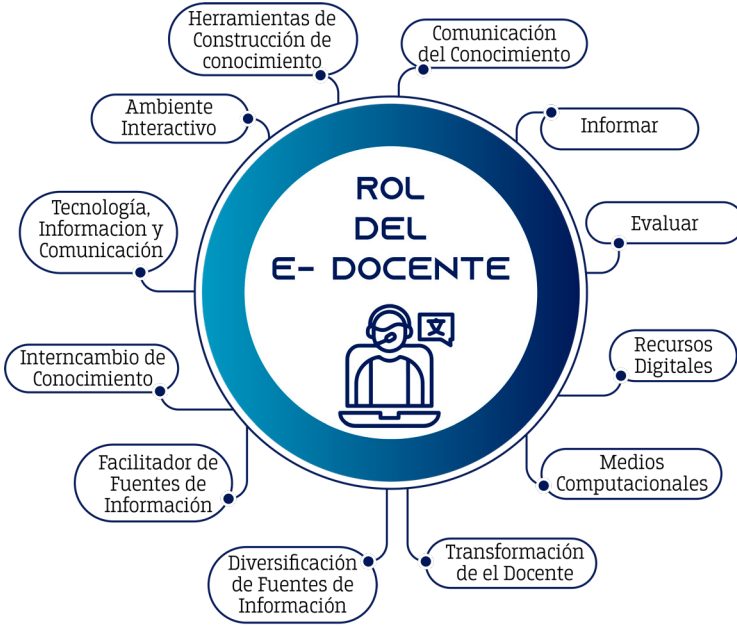 ROL
DEL
E- DOCENTE
文
Herramientas de
Construcción de
conocimiento
Comunicación
del Conocimiento
Informar
Evaluar
Recursos
Digitales
Medios
Computacionales
Transformación
de el Docente
Diversificación
de Fuentes de
Información
Facilitador de
Fuentes de
Información
Interncambio de
Conocimiento
Tecnología,
Informacion y
Comunicación
Ambiente
Interactivo